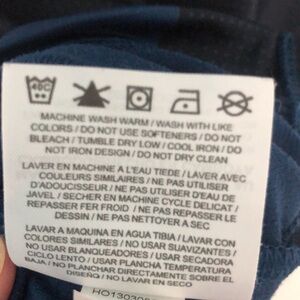 40C
MACHINE WASH WARM / WASH WITH LIKE
COLORS / DO NOT USE SOFTENERS / DO NOT
BLEACH / TUMBLE DRY LOW / COOL IRON / DO
NOT IRON DESIGN / DO NOT DRY CLEAN
LAVER EN MACHINE A L'EAU TIEDE / LAVER AVEC
COULEURS SIMILAIRES / NE PAS UTILISER
D'ADOUCISSEUR / NE PAS UTILISER D'EAU DE
JAVEL / SECHER EN MACHINE CYCLE DELICAT /
REPASSER FER FROID / NE PAS REPASSER LE
DESSIN / NE PAS NETTOYER A SEC
LAVAR A MAQUINA EN AGUA TIBIA / LAVAR CON
COLORES SIMILARES / NO USAR SUAVIZANTES /
NO USAR BLANQUEADORES / USAR SECADORA
CICLO LENTO / USAR PLANCHA TEMPERATURA
BAJA / NO PLANCHAR DIRECTAMENTE SOBRE EL
DISEÑO / NO LAVAR EN SECO